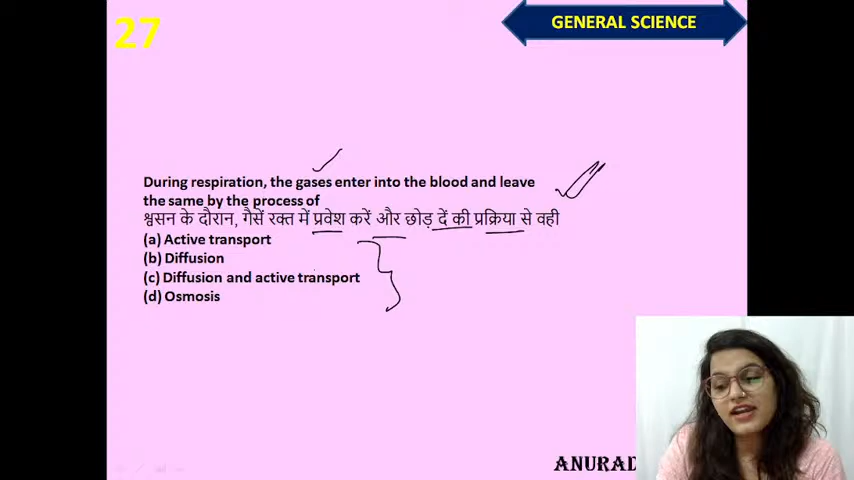 27
GENERAL SCIENCE
During respiration, the gases enter into the blood and leave
the same by the process of
श्वसन के दौरान, गैसें रक्त में प्रवेश करें और छोड़ दें की प्रक्रिया से वही
(a) Active transport
(b) Diffusion
(c) Diffusion and active transport
(d) Osmosis
ANURAD